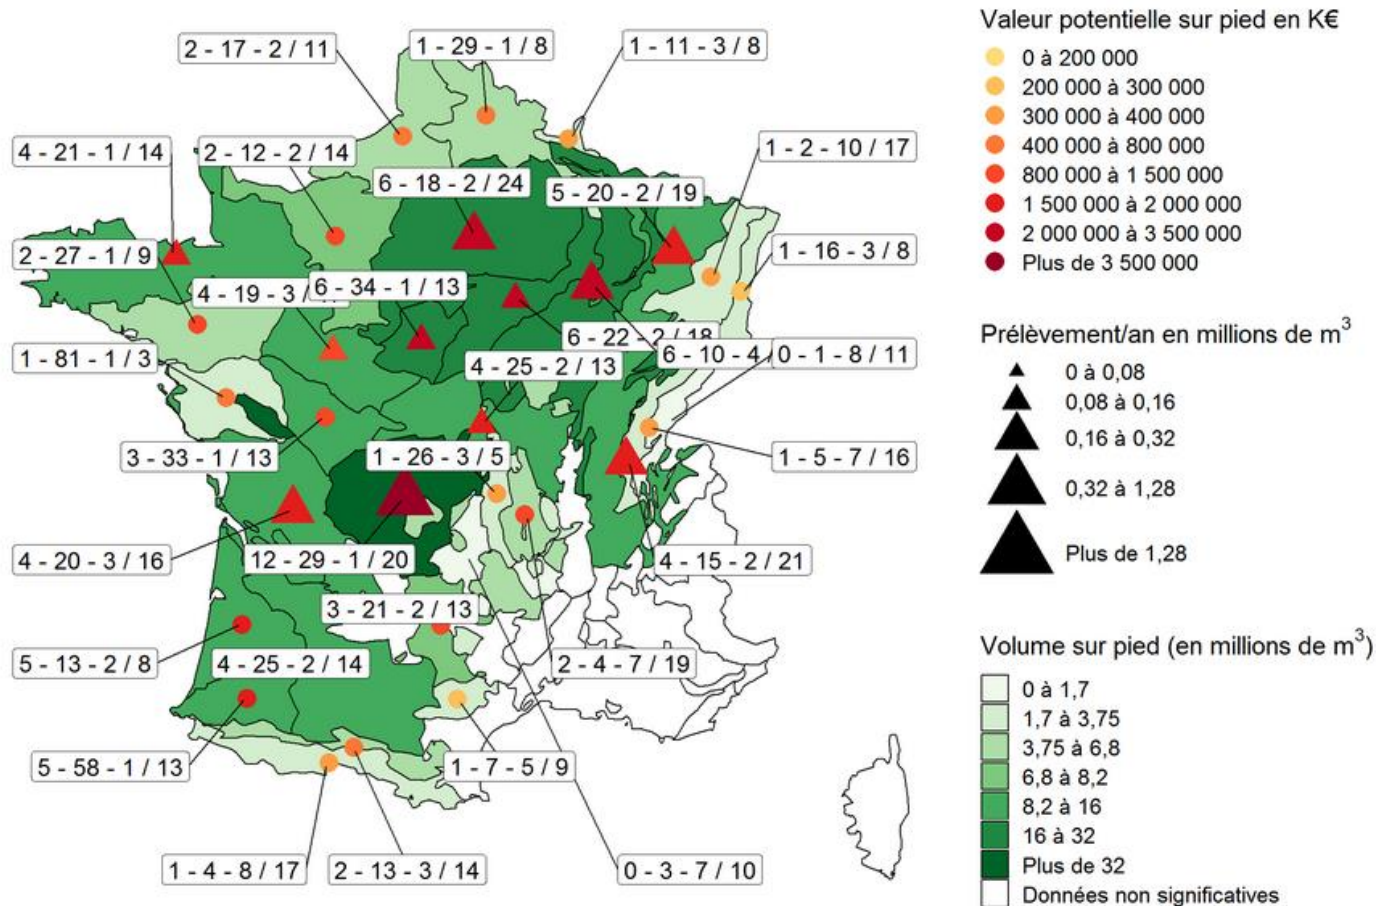 2 - 17 - 2 / 11
1 - 29 - 1 / 8
1 - 11 - 3 / 8
4 - 21 - 1 / 14
2 - 12 - 2 / 14
1 - 2 - 10 / 17
6 - 18 - 2 / 24
5 - 20 - 2 / 19
2 - 27 - 1 / 9
1 - 16 - 3 / 8
4 - 19 - 3 /
6 - 34 - 1 / 13
6 - 22 - 2 / 18
1 - 81 - 1 / 3
6 - 10 - 4 /
0 - 1 - 8 / 11
4 - 25 - 2 / 13
3 - 33 - 1 / 13
1 - 26 - 3 / 5
1 - 5 - 7 / 16
4 - 20 - 3 / 16
12 - 29 - 1 / 20
4 - 15 - 2 / 21
3 - 21 - 2 / 13
5 - 13 - 2 / 8
4 - 25 - 2 / 14
2 - 4 - 7 / 19
5 - 58 - 1 / 13
1 - 7 - 5 / 9
1 - 4 - 8 / 17
2 - 13 - 3 / 14
0 - 3 - 7 / 10
Valeur potentielle sur pied en K€
0 à 200 000
200 000 à 300 000
300 000 à 400 000
400 000 à 800 000
800 000 à 1 500 000
1 500 000 à 2 000 000
2 000 000 à 3 500 000
Plus de 3 500 000
Prélèvement/an en millions de m³
0 à 0,08
0,08 à 0,16
0,16 à 0,32
0,32 à 1,28
Plus de 1,28
Volume sur pied (en millions de m³)
0 à 1,7
1,7 à 3,75
3,75 à 6,8
6,8 à 8,2
8,2 à 16
16 à 32
Plus de 32
Données non significatives